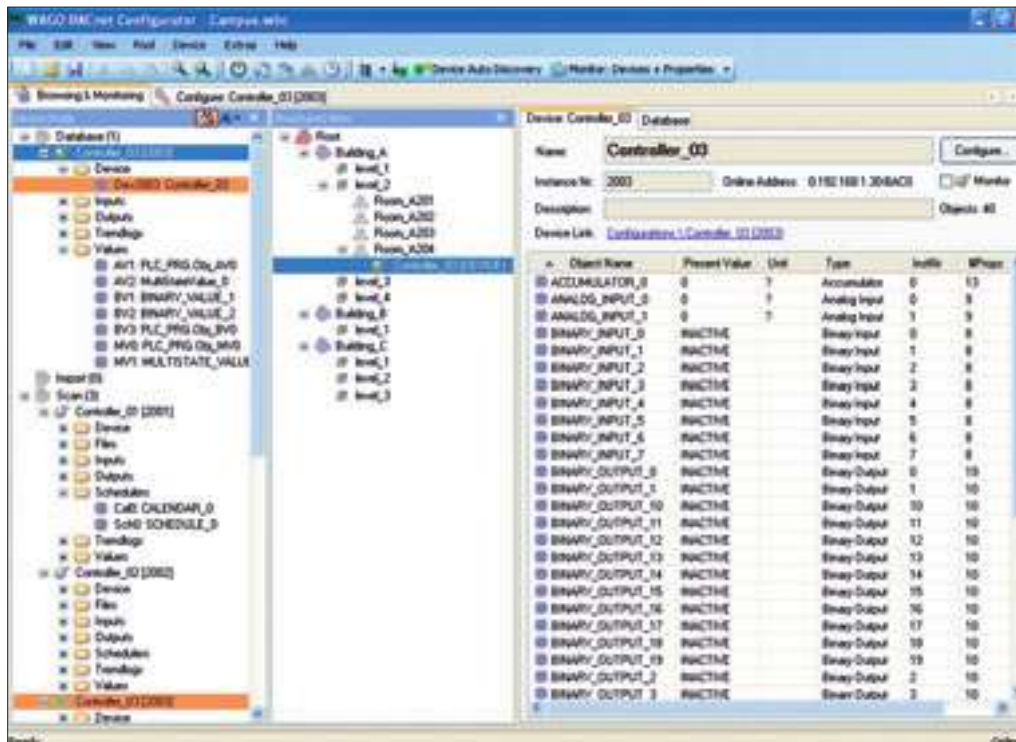 WAGO BACnet Configurator - Campus.wbc
File Edit View Tool Device Extras Help
Device Auto Discovery Monitor: Devices + Properties
Browsing & Monitoring Configure: Controller_03 [2003]
Database (1)
Device
Dev2003: Controller_03
Inputs
Outputs
Trendlogs
Values
AV1: PLC_PRG.Obj_AV0
AV2: MultiStateValue_0
BV1: BINARY_VALUE_1
BV2: BINARY_VALUE_2
BV3: PLC_PRG.Obj_BV0
MV0: PLC_PRG.Obj_MV0
MV1: MULTISTATE_VALUE
Import (0)
Scan (3)
Controller_01 [2001]
Device
Files
Inputs
Outputs
Schedulers
Cal0: CALENDAR_0
Sch0: SCHEDULE_0
Trendlogs
Values
Controller_02 [2002]
Device
Files
Inputs
Outputs
Schedulers
Trendlogs
Values
Controller_03 [2003]
Device
Root
Building_A
level_1
level_2
Room_A201
Room_A202
Room_A203
Room_A204
level_3
level_4
Building_B
level_1
Building_C
level_1
level_2
level_3
Device: Controller_03 Database
Name: Controller_03 Configure...
Instance Nr: 2003 Online Address: 0:192.168.1.30:BAC0 Monitor
Description: Objects: 40
Device Link: Configurations \ Controller_03 [2003]
Object Name Present Value Unit Type InstNr #Props
ACCUMULATOR_0 0 ? Accumulator 0 13
ANALOG_INPUT_0 0 ? Analog Input 0 9
ANALOG_INPUT_1 0 ? Analog Input 1 9
BINARY_INPUT_0 INACTIVE Binary Input 0 8
BINARY_INPUT_1 INACTIVE Binary Input 1 8
BINARY_INPUT_2 INACTIVE Binary Input 2 8
BINARY_INPUT_3 INACTIVE Binary Input 3 8
BINARY_INPUT_4 INACTIVE Binary Input 4 8
BINARY_INPUT_5 INACTIVE Binary Input 5 8
BINARY_INPUT_6 INACTIVE Binary Input 6 8
BINARY_INPUT_7 INACTIVE Binary Input 7 8
BINARY_OUTPUT_0 INACTIVE Binary Output 0 10
BINARY_OUTPUT_1 INACTIVE Binary Output 1 10
BINARY_OUTPUT_10 INACTIVE Binary Output 10 10
BINARY_OUTPUT_11 INACTIVE Binary Output 11 10
BINARY_OUTPUT_12 INACTIVE Binary Output 12 10
BINARY_OUTPUT_13 INACTIVE Binary Output 13 10
BINARY_OUTPUT_14 INACTIVE Binary Output 14 10
BINARY_OUTPUT_15 INACTIVE Binary Output 15 10
BINARY_OUTPUT_16 INACTIVE Binary Output 16 10
BINARY_OUTPUT_17 INACTIVE Binary Output 17 10
BINARY_OUTPUT_18 INACTIVE Binary Output 18 10
BINARY_OUTPUT_19 INACTIVE Binary Output 19 10
BINARY_OUTPUT_2 INACTIVE Binary Output 2 10
BINARY_OUTPUT_3 INACTIVE Binary Output 3 10